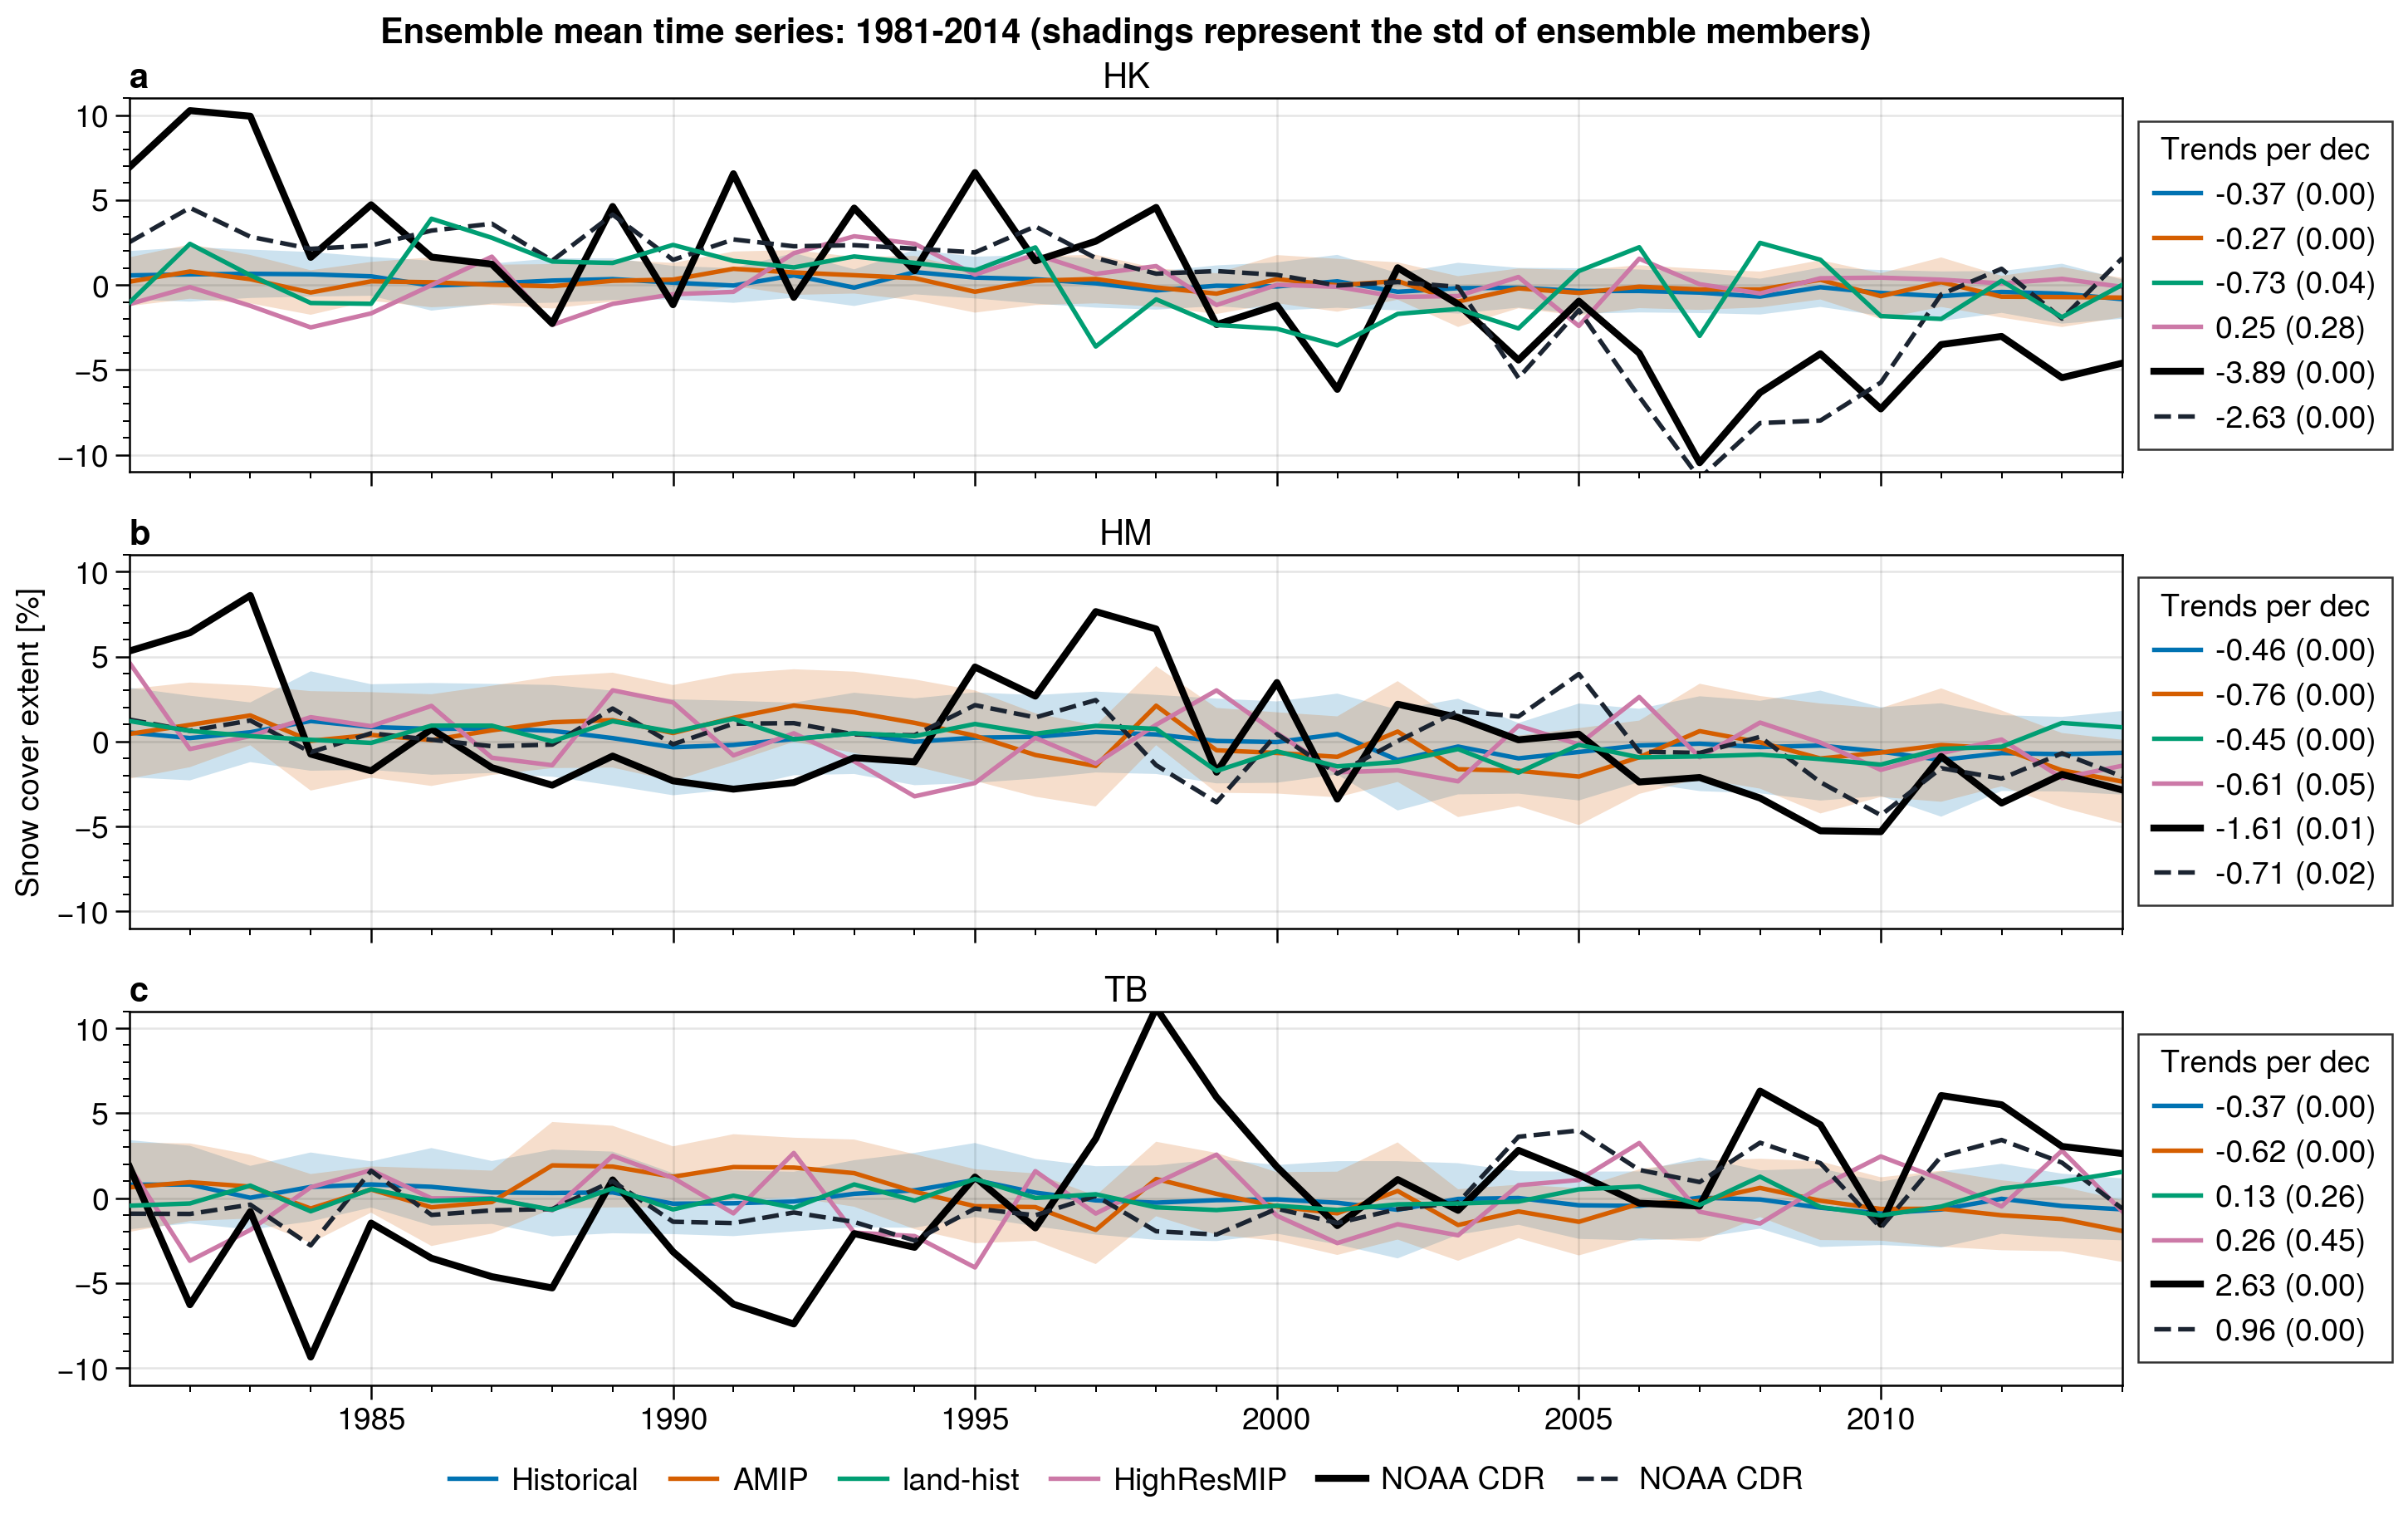 Ensemble mean time series: 1981-2014 (shadings represent the std of ensemble members)
a
HK
10
5
0
−5
−10
Trends per dec
-0.37 (0.00)
-0.27 (0.00)
-0.73 (0.04)
0.25 (0.28)
-3.89 (0.00)
-2.63 (0.00)
b
HM
Snow cover extent [%]
10
5
0
−5
−10
Trends per dec
-0.46 (0.00)
-0.76 (0.00)
-0.45 (0.00)
-0.61 (0.05)
-1.61 (0.01)
-0.71 (0.02)
c
TB
10
5
0
−5
−10
Trends per dec
-0.37 (0.00)
-0.62 (0.00)
0.13 (0.26)
0.26 (0.45)
2.63 (0.00)
0.96 (0.00)
1985 1990 1995 2000 2005 2010
Historical AMIP land-hist HighResMIP NOAA CDR NOAA CDR